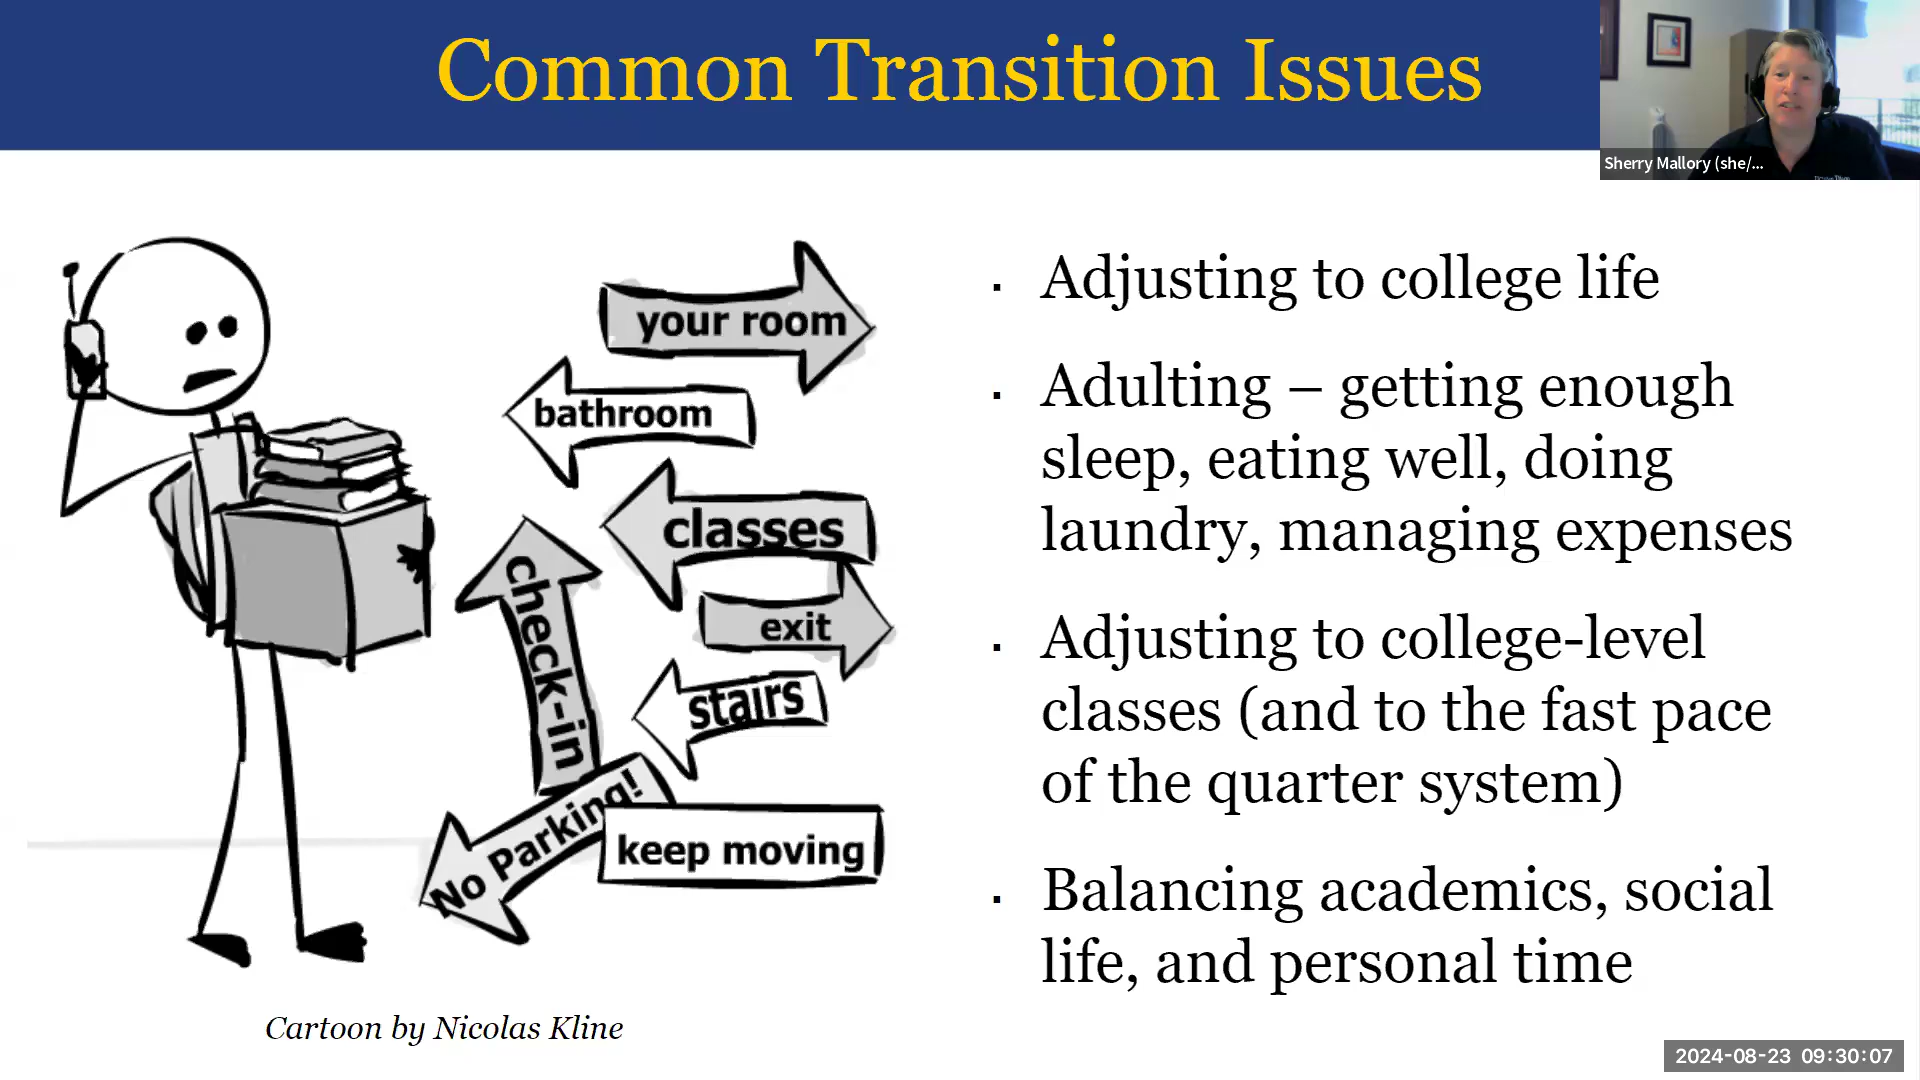 Common Transition Issues
Sherry Mallory (she/...
your room
bathroom
classes
check-in
exit
stairs
No Parking!
keep moving
Cartoon by Nicolas Kline
▪ Adjusting to college life
▪ Adulting – getting enough
sleep, eating well, doing
laundry, managing expenses
▪ Adjusting to college-level
classes (and to the fast pace
of the quarter system)
▪ Balancing academics, social
life, and personal time
2024-08-23 09:30:07